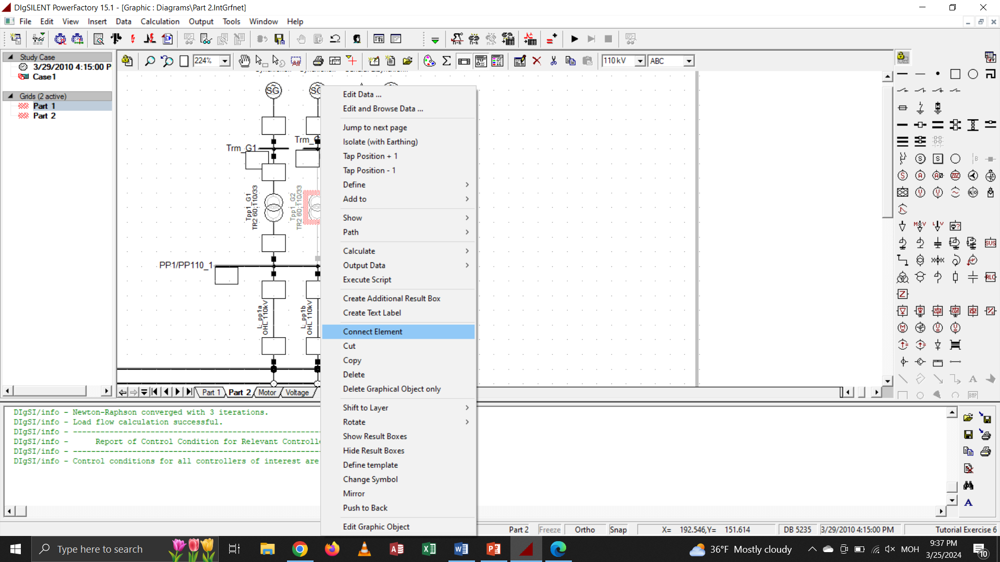 DIgSILENT PowerFactory 15.1 - [Graphic : Diagrams\Part 2.IntGrfnet]
File Edit View Insert Data Calculation Output Tools Window Help
Study Case
3/29/2010 4:15:00 P
Case1
Grids (2 active)
Part 1
Part 2
224%
110 kV
ABC
SG
Trm_G1
Trm_G
Tpp1_G1
TR2 60;110/33
Tpp1_G2
TR2 60;110/33
PP1/PP110_1
L_pp1a
OHL 110kV
L_pp1b
OHL 110kV
Edit Data ...
Edit and Browse Data ...
Jump to next page
Isolate (with Earthing)
Tap Position + 1
Tap Position - 1
Define
Add to
Show
Path
Calculate
Output Data
Execute Script
Create Additional Result Box
Create Text Label
Connect Element
Cut
Copy
Delete
Delete Graphical Object only
Shift to Layer
Rotate
Show Result Boxes
Hide Result Boxes
Define template
Change Symbol
Mirror
Push to Back
Edit Graphic Object
Part 1 Part 2 Motor Voltage
DIgSI/info - Newton-Raphson converged with 3 iterations.
DIgSI/info - Load flow calculation successful.
DIgSI/info - ----------------------------------------------------
DIgSI/info - Report of Control Condition for Relevant Controlle
DIgSI/info - ----------------------------------------------------
DIgSI/info - Control conditions for all controllers of interest are
Part 2 Freeze Ortho Snap X= 192.546,Y= 151.614 DB 5235 3/29/2010 4:15:00 PM Tutorial Exercise 6
Type here to search
36°F Mostly cloudy
MOH
9:37 PM
3/25/2024
10